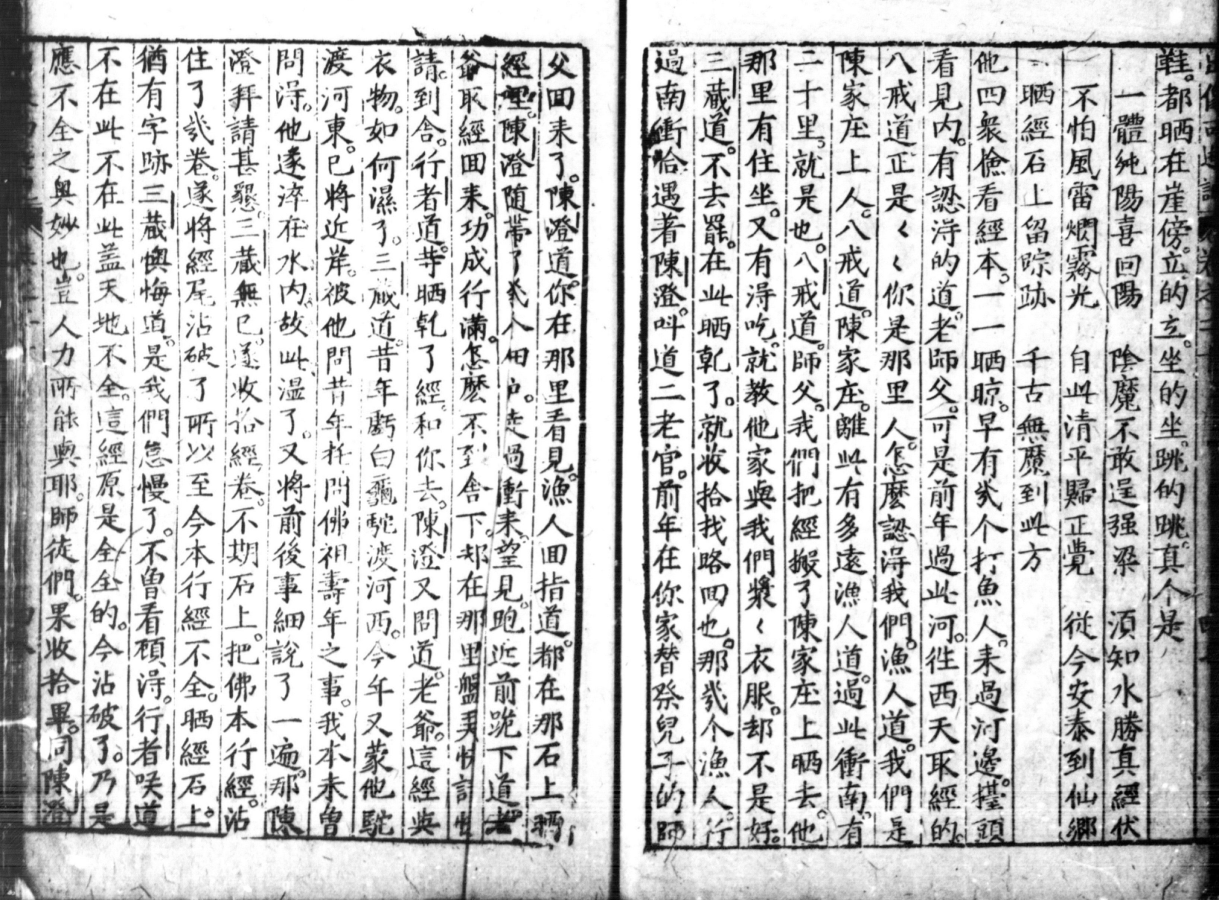 鞋。都晒在崖傍。立的立。坐的坐。跳的跳。真个是
一體純陽喜回陽　陰魔不敢逞强梁　須知水勝真經伏
不怕風雷熌霧光　自此清平歸正覺　從今安泰到仙鄉
晒經石上留踪跡　千古無魔到此方
他四衆儉看經本。一一晒晾。早有幾个打魚人。来過河邊。擡頭
看見内。有認得的道。老師父。可是前年過此河。徃西天取經的。
八戒道正是〱〱你是那里人。怎麽認得我們。漁人道。我們是
陳家庄上人。八戒道。陳家庄。離此有多遠漁人道。過此衝南。有
二十里。就是也。八戒道。師父。我們把經搬了陳家庄上晒去。他
那里有住坐。又有得吃。就教他家與我們漿〱衣服。却不是好。
三藏道。不去罷。在此晒乾了。就收拾找路回也。那幾个漁人。行
過南衝恰遇著陳澄。叫道二老官。前年在你家替祭兒子的師
父回来了。陳澄道。你在那里看見。漁人回指道。都在那石上晒
經哩。陳澄随帶了幾个佃户。走過衝来。望見。跑近前跪下道。老
爺取經回来。功成行滿。怎麽不到舍下。却在那里盤弄快請快
請。到舍。行者道。等晒乾了經。和你去。陳澄又問道。老爺。這經與
衣物。如何濕了。三藏道。昔年虧白黿駝渡河西。今年又蒙他駝
渡河東。已將近岸。被他問昔年托問佛祖壽年之事。我本未曾
問得。他遂淬在水内。故此温了。又將前後事細說了一遍。那陳
澄拜請甚懇。三藏無已。遂收拾經卷。不期石上。把佛本行經。沾
住了幾卷。遂將經尾沾破了所以至今本行經不全。晒經石上。
猶有字跡三藏懊悔道。是我們怠慢了。不曾看顧得。行者咲道
不在此不在此盖天地不全。這經原是全全的。今沾破了。乃是
應不全之奥妙也。豈人力所能與耶。師徒們。果收拾畢。同陳澄